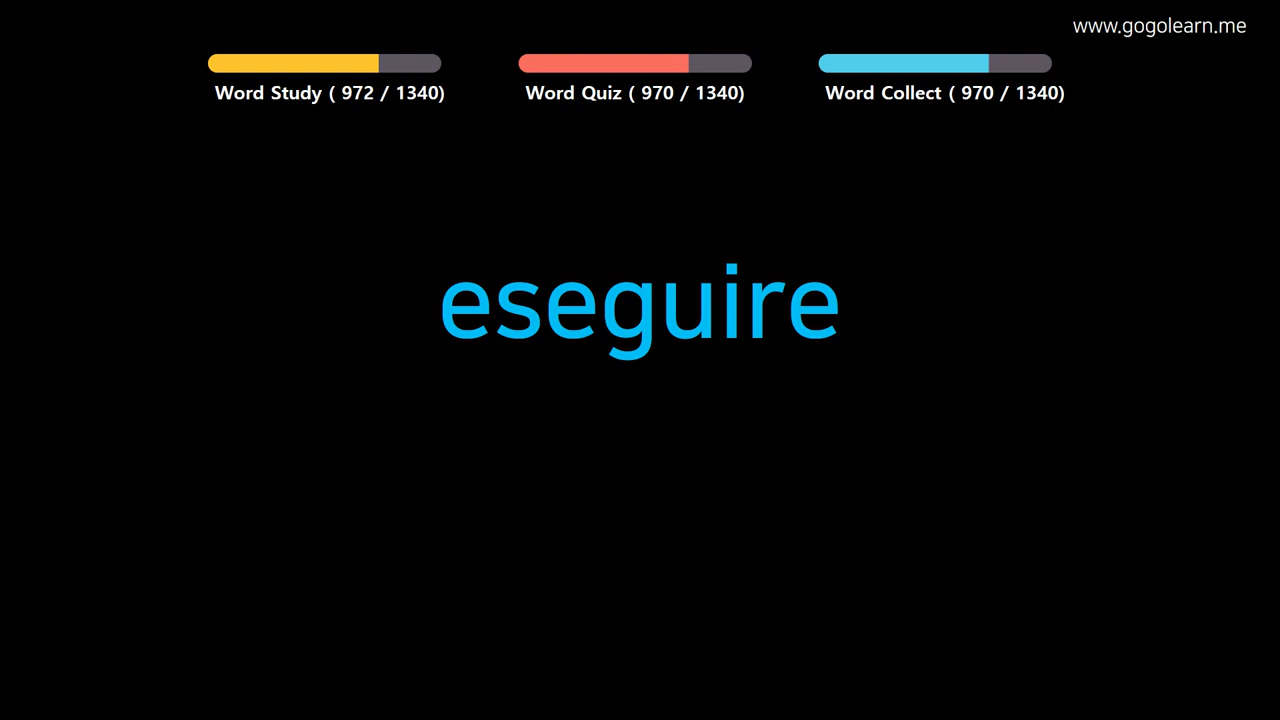 www.gogolearn.me
Word Study ( 972 / 1340)
Word Quiz ( 970 / 1340)
Word Collect ( 970 / 1340)
eseguire